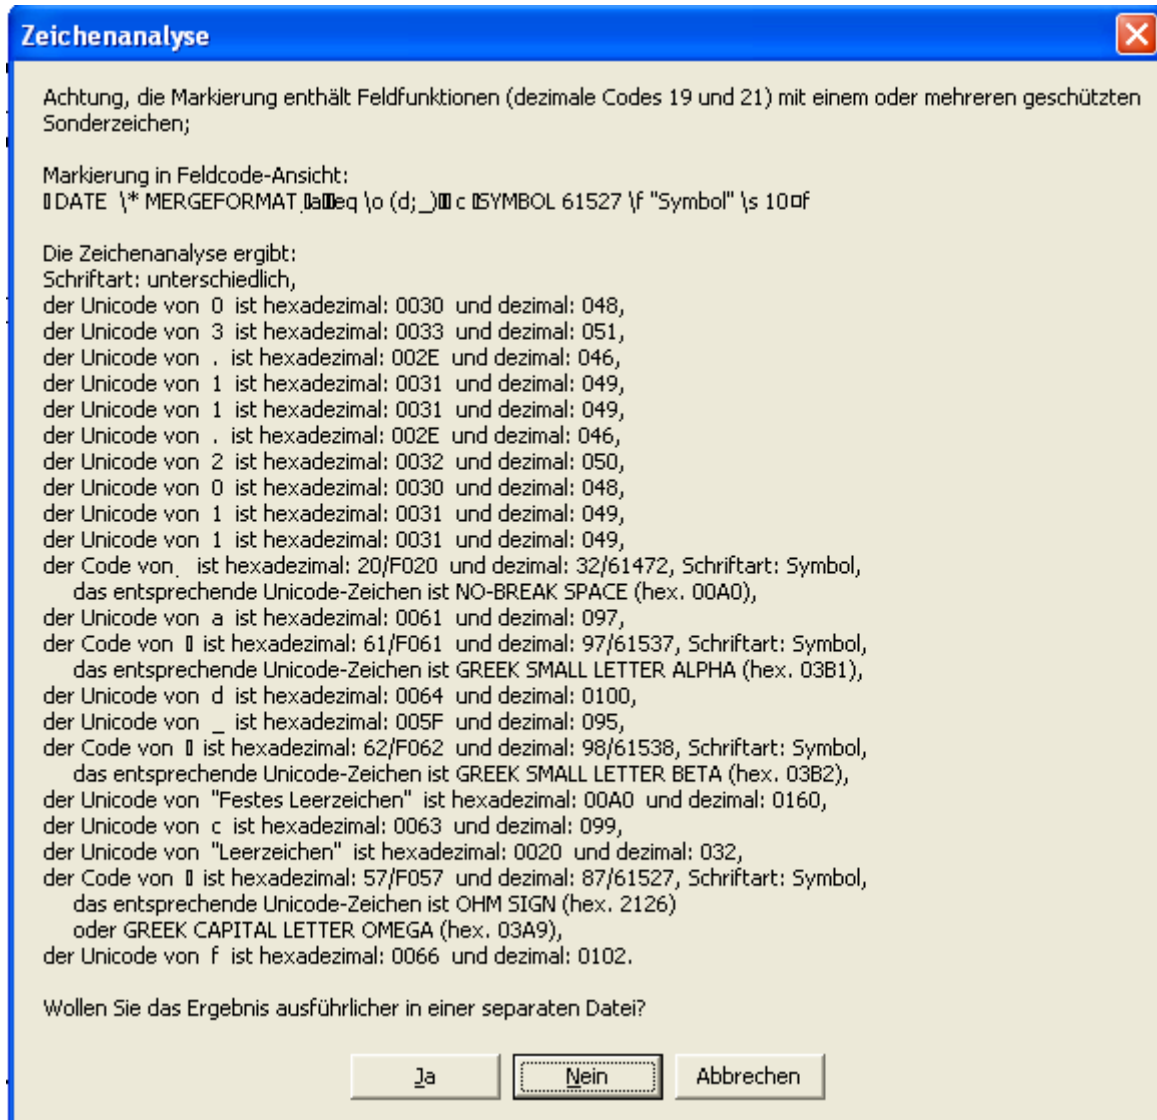 Zeichenanalyse
Achtung, die Markierung enthält Feldfunktionen (dezimale Codes 19 und 21) mit einem oder mehreren geschützten
Sonderzeichen;
Markierung in Feldcode-Ansicht:
▯DATE \* MERGEFORMAT ▯a▯▯eq \o (d;_)▯▯ c ▯SYMBOL 61527 \f "Symbol" \s 10¤f
Die Zeichenanalyse ergibt:
Schriftart: unterschiedlich,
der Unicode von 0 ist hexadezimal: 0030 und dezimal: 048,
der Unicode von 3 ist hexadezimal: 0033 und dezimal: 051,
der Unicode von . ist hexadezimal: 002E und dezimal: 046,
der Unicode von 1 ist hexadezimal: 0031 und dezimal: 049,
der Unicode von 1 ist hexadezimal: 0031 und dezimal: 049,
der Unicode von . ist hexadezimal: 002E und dezimal: 046,
der Unicode von 2 ist hexadezimal: 0032 und dezimal: 050,
der Unicode von 0 ist hexadezimal: 0030 und dezimal: 048,
der Unicode von 1 ist hexadezimal: 0031 und dezimal: 049,
der Unicode von 1 ist hexadezimal: 0031 und dezimal: 049,
der Code von ist hexadezimal: 20/F020 und dezimal: 32/61472, Schriftart: Symbol,
das entsprechende Unicode-Zeichen ist NO-BREAK SPACE (hex. 00A0),
der Unicode von a ist hexadezimal: 0061 und dezimal: 097,
der Code von ▯ ist hexadezimal: 61/F061 und dezimal: 97/61537, Schriftart: Symbol,
das entsprechende Unicode-Zeichen ist GREEK SMALL LETTER ALPHA (hex. 03B1),
der Unicode von d ist hexadezimal: 0064 und dezimal: 0100,
der Unicode von _ ist hexadezimal: 005F und dezimal: 095,
der Code von ▯ ist hexadezimal: 62/F062 und dezimal: 98/61538, Schriftart: Symbol,
das entsprechende Unicode-Zeichen ist GREEK SMALL LETTER BETA (hex. 03B2),
der Unicode von "Festes Leerzeichen" ist hexadezimal: 00A0 und dezimal: 0160,
der Unicode von c ist hexadezimal: 0063 und dezimal: 099,
der Unicode von "Leerzeichen" ist hexadezimal: 0020 und dezimal: 032,
der Code von ▯ ist hexadezimal: 57/F057 und dezimal: 87/61527, Schriftart: Symbol,
das entsprechende Unicode-Zeichen ist OHM SIGN (hex. 2126)
oder GREEK CAPITAL LETTER OMEGA (hex. 03A9),
der Unicode von f ist hexadezimal: 0066 und dezimal: 0102.
Wollen Sie das Ergebnis ausführlicher in einer separaten Datei?
Ja Nein Abbrechen